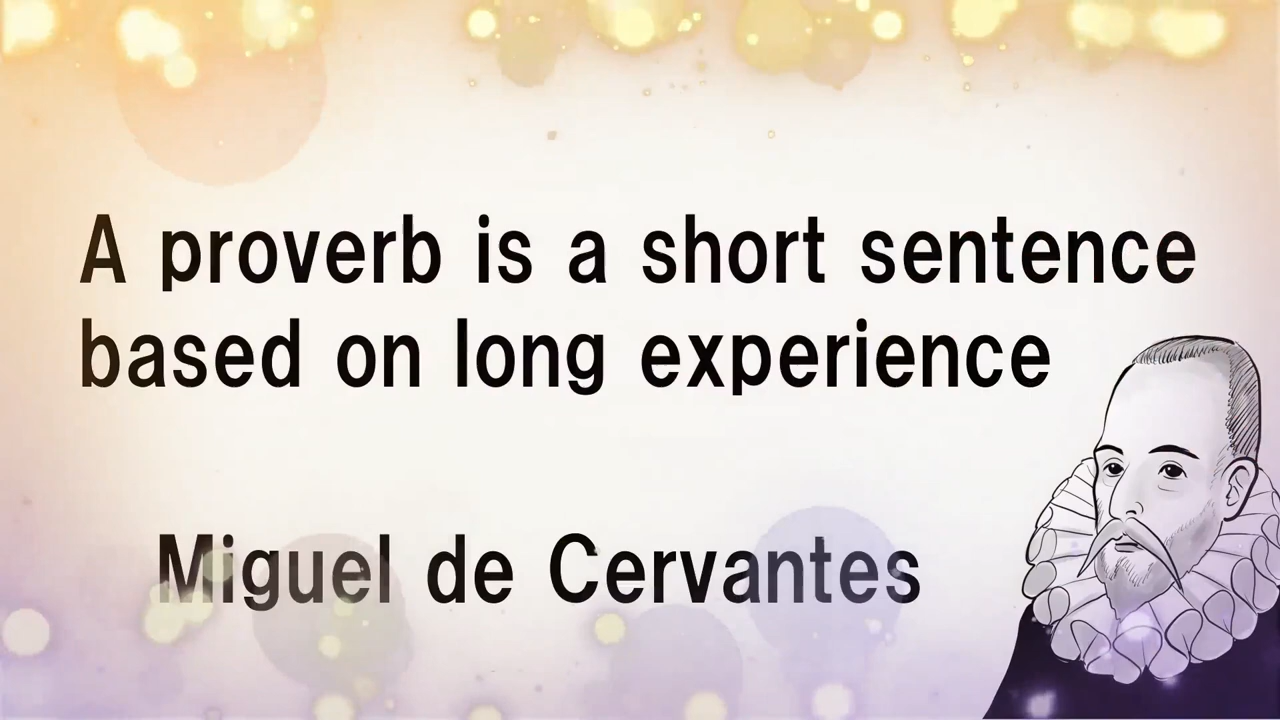 A proverb is a short sentence
based on long experience
Miguel de Cervantes